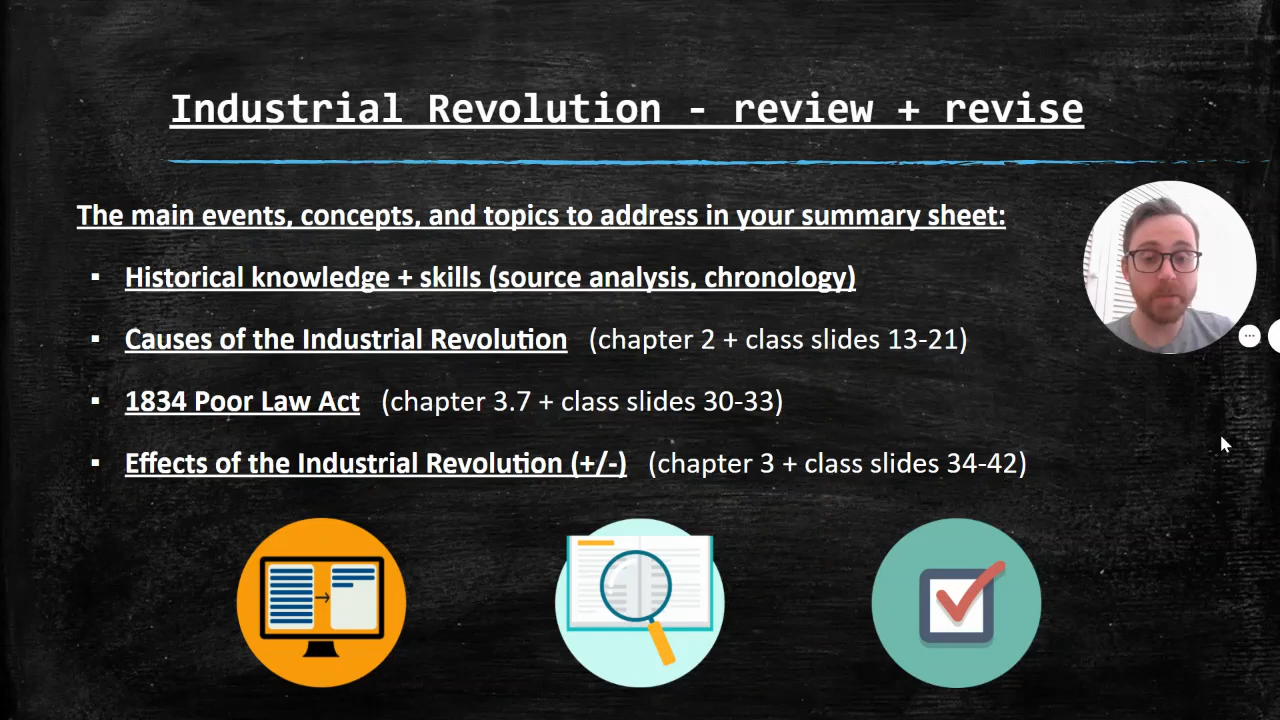 Industrial Revolution - review + revise
The main events, concepts, and topics to address in your summary sheet:
▪ Historical knowledge + skills (source analysis, chronology)
▪ Causes of the Industrial Revolution (chapter 2 + class slides 13-21)
▪ 1834 Poor Law Act (chapter 3.7 + class slides 30-33)
▪ Effects of the Industrial Revolution (+/-) (chapter 3 + class slides 34-42)